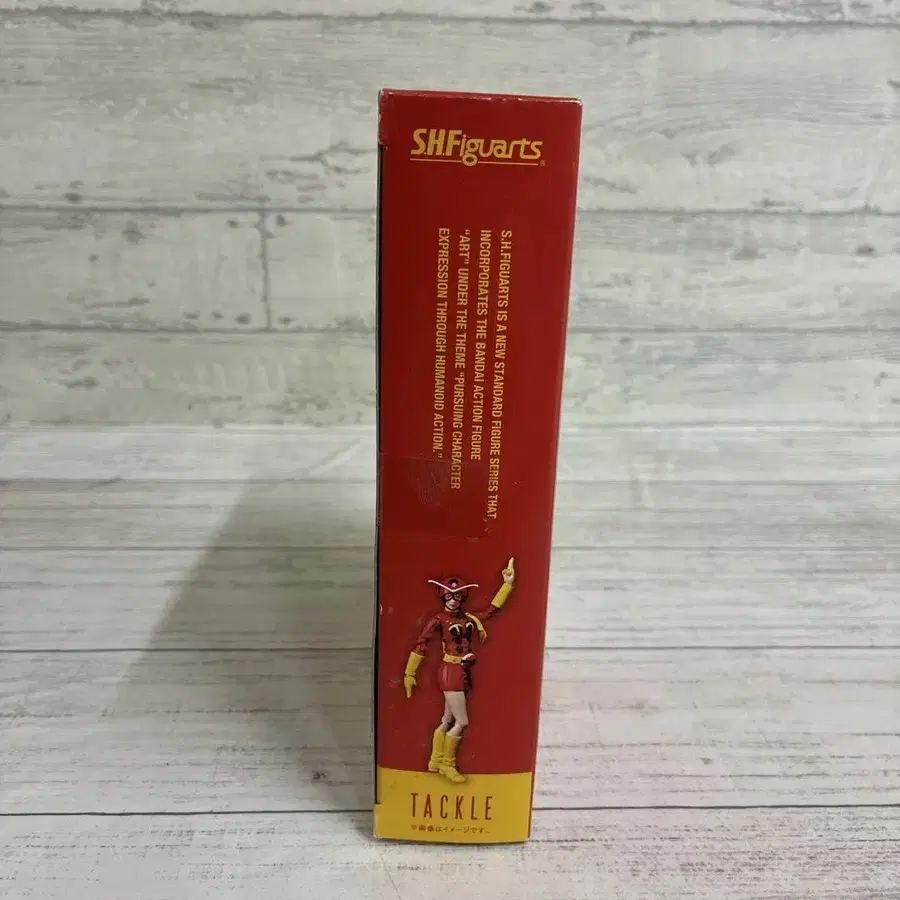 S.H.Figuarts®
S.H.FIGUARTS IS A NEW STANDARD FIGURE SERIES THAT
INCORPORATES THE BANDAI ACTION FIGURE
"ART" UNDER THE THEME "PURSUING CHARACTER
EXPRESSION THROUGH HUMANOID ACTION."
TACKLE
※画像はイメージです。